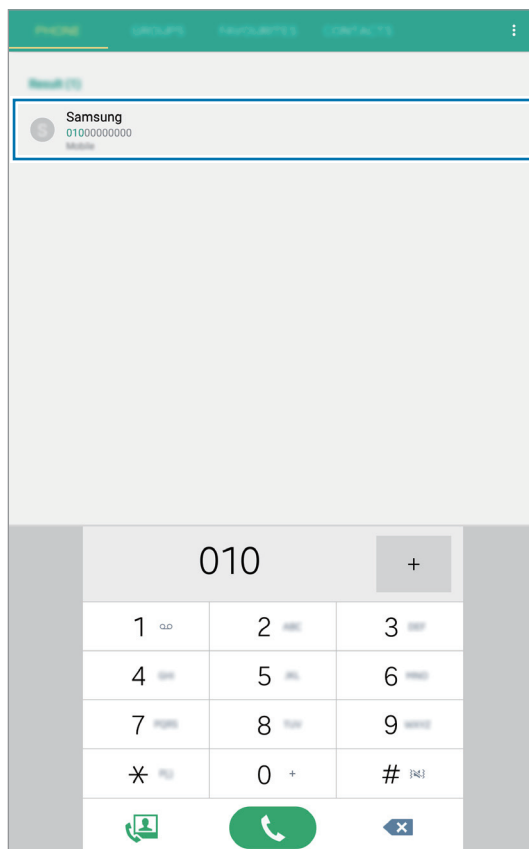 PHONE GROUPS FAVOURITES CONTACTS
Result (1)
S Samsung
01000000000
Mobile
010 +
1 2 ABC 3 DEF
4 GHI 5 JKL 6 MNO
7 PQRS 8 TUV 9 WXYZ
* 0 + #